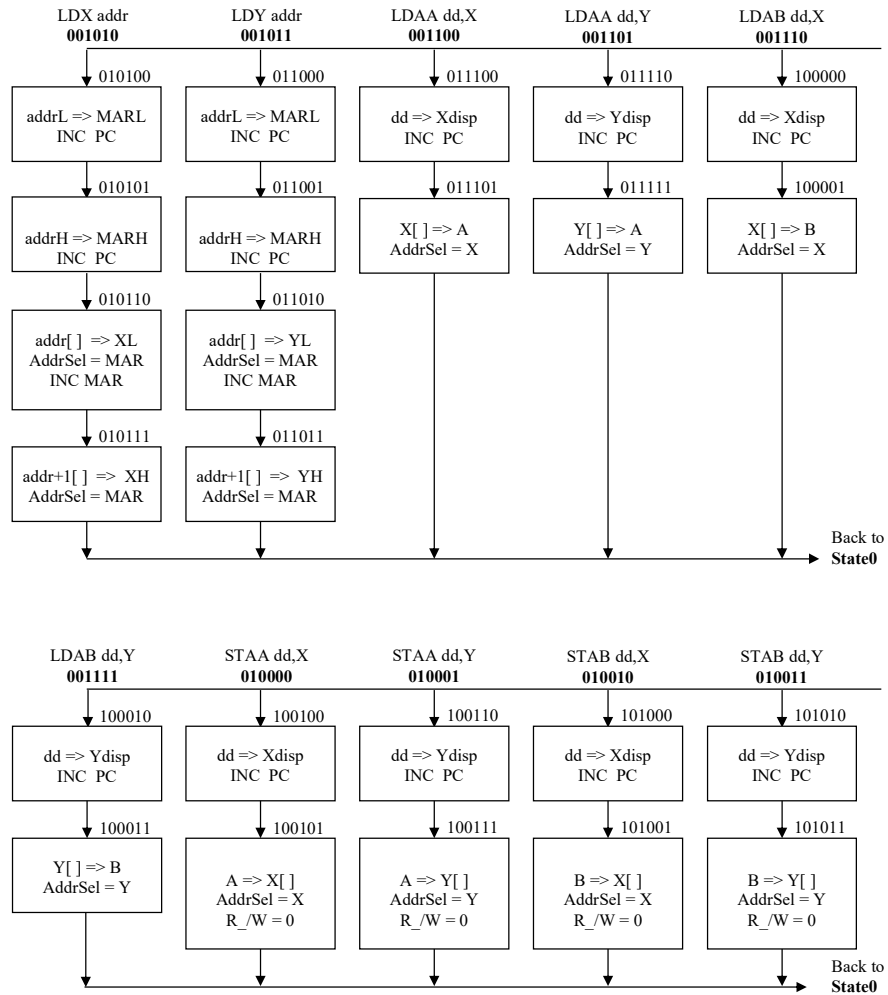 LDX addr LDY addr LDAA dd,X LDAA dd,Y LDAB dd,X
001010 001011 001100 001101 001110
010100 011000 011100 011110 100000
addrL => MARL addrL => MARL dd => Xdisp dd => Ydisp dd => Xdisp
INC PC INC PC INC PC INC PC INC PC
010101 011001 011101 011111 100001
addrH => MARH addrH => MARH X[ ] => A Y[ ] => A X[ ] => B
INC PC INC PC AddrSel = X AddrSel = Y AddrSel = X
010110 011010
addr[ ] => XL addr[ ] => YL
AddrSel = MAR AddrSel = MAR
INC MAR INC MAR
010111 011011
addr+1[ ] => XH addr+1[ ] => YH
AddrSel = MAR AddrSel = MAR
Back to
State0
LDAB dd,Y STAA dd,X STAA dd,Y STAB dd,X STAB dd,Y
001111 010000 010001 010010 010011
100010 100100 100110 101000 101010
dd => Ydisp dd => Xdisp dd => Ydisp dd => Xdisp dd => Ydisp
INC PC INC PC INC PC INC PC INC PC
100011 100101 100111 101001 101011
Y[ ] => B A => X[ ] A => Y[ ] B => X[ ] B => Y[ ]
AddrSel = Y AddrSel = X AddrSel = Y AddrSel = X AddrSel = Y
R_/W = 0 R_/W = 0 R_/W = 0 R_/W = 0
Back to
State0